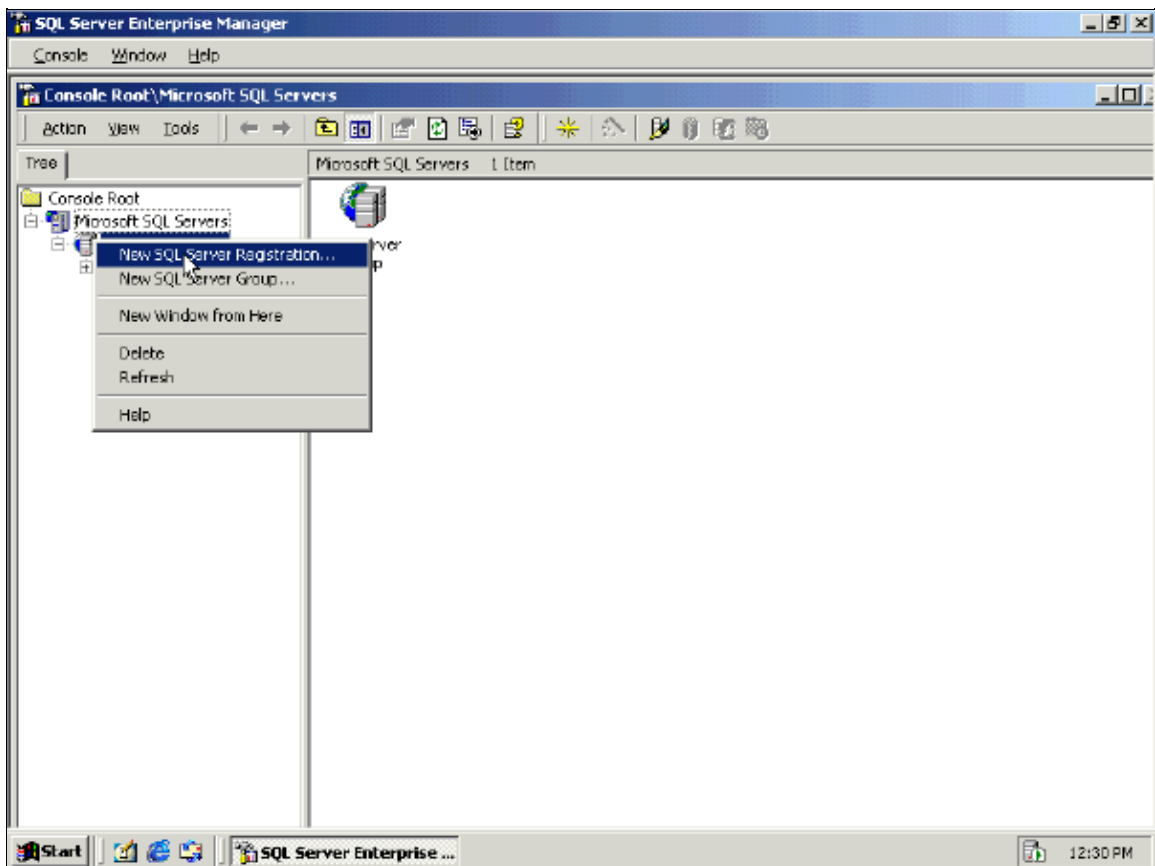 SQL Server Enterprise Manager
Console Window Help
Console Root\Microsoft SQL Servers
Action View Tools
Tree
Microsoft SQL Servers 1 Item
Console Root
Microsoft SQL Servers
New SQL Server Registration...
New SQL Server Group...
New Window from Here
Delete
Refresh
Help
rver
p
Start
SQL Server Enterprise ...
12:30 PM